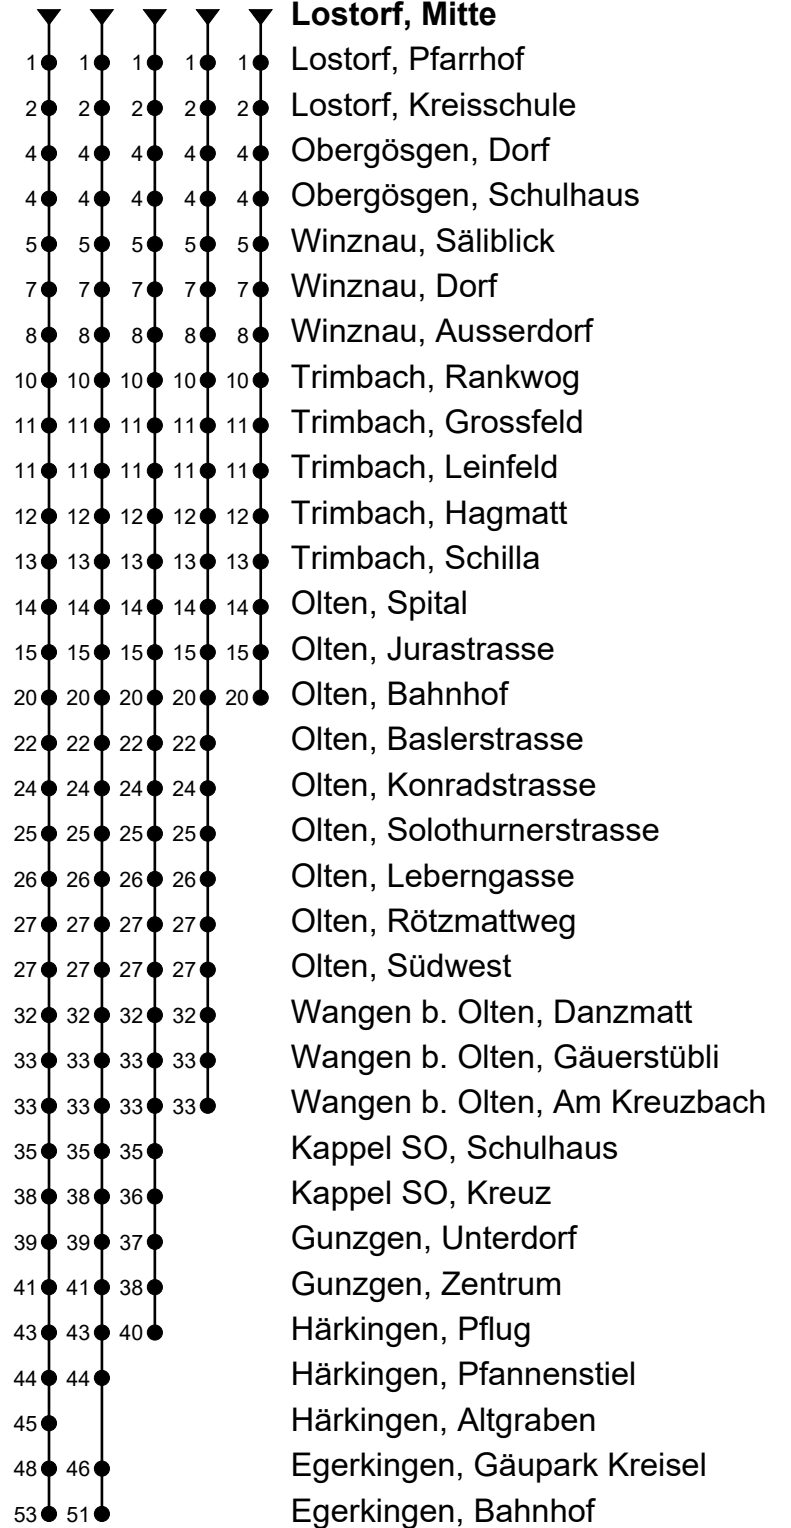 Lostorf, Mitte
1 1 1 1 1 Lostorf, Pfarrhof
2 2 2 2 2 Lostorf, Kreisschule
4 4 4 4 4 Obergösgen, Dorf
4 4 4 4 4 Obergösgen, Schulhaus
5 5 5 5 5 Winznau, Säliblick
7 7 7 7 7 Winznau, Dorf
8 8 8 8 8 Winznau, Ausserdorf
10 10 10 10 10 Trimbach, Rankwog
11 11 11 11 11 Trimbach, Grossfeld
11 11 11 11 11 Trimbach, Leinfeld
12 12 12 12 12 Trimbach, Hagmatt
13 13 13 13 13 Trimbach, Schilla
14 14 14 14 14 Olten, Spital
15 15 15 15 15 Olten, Jurastrasse
20 20 20 20 20 Olten, Bahnhof
22 22 22 22 Olten, Baslerstrasse
24 24 24 24 Olten, Konradstrasse
25 25 25 25 Olten, Solothurnerstrasse
26 26 26 26 Olten, Leberngasse
27 27 27 27 Olten, Rötzmattweg
27 27 27 27 Olten, Südwest
32 32 32 32 Wangen b. Olten, Danzmatt
33 33 33 33 Wangen b. Olten, Gäuerstübli
33 33 33 33 Wangen b. Olten, Am Kreuzbach
35 35 35 Kappel SO, Schulhaus
38 38 36 Kappel SO, Kreuz
39 39 37 Gunzgen, Unterdorf
41 41 38 Gunzgen, Zentrum
43 43 40 Härkingen, Pflug
44 44 Härkingen, Pfannenstiel
45 Härkingen, Altgraben
48 46 Egerkingen, Gäupark Kreisel
53 51 Egerkingen, Bahnhof